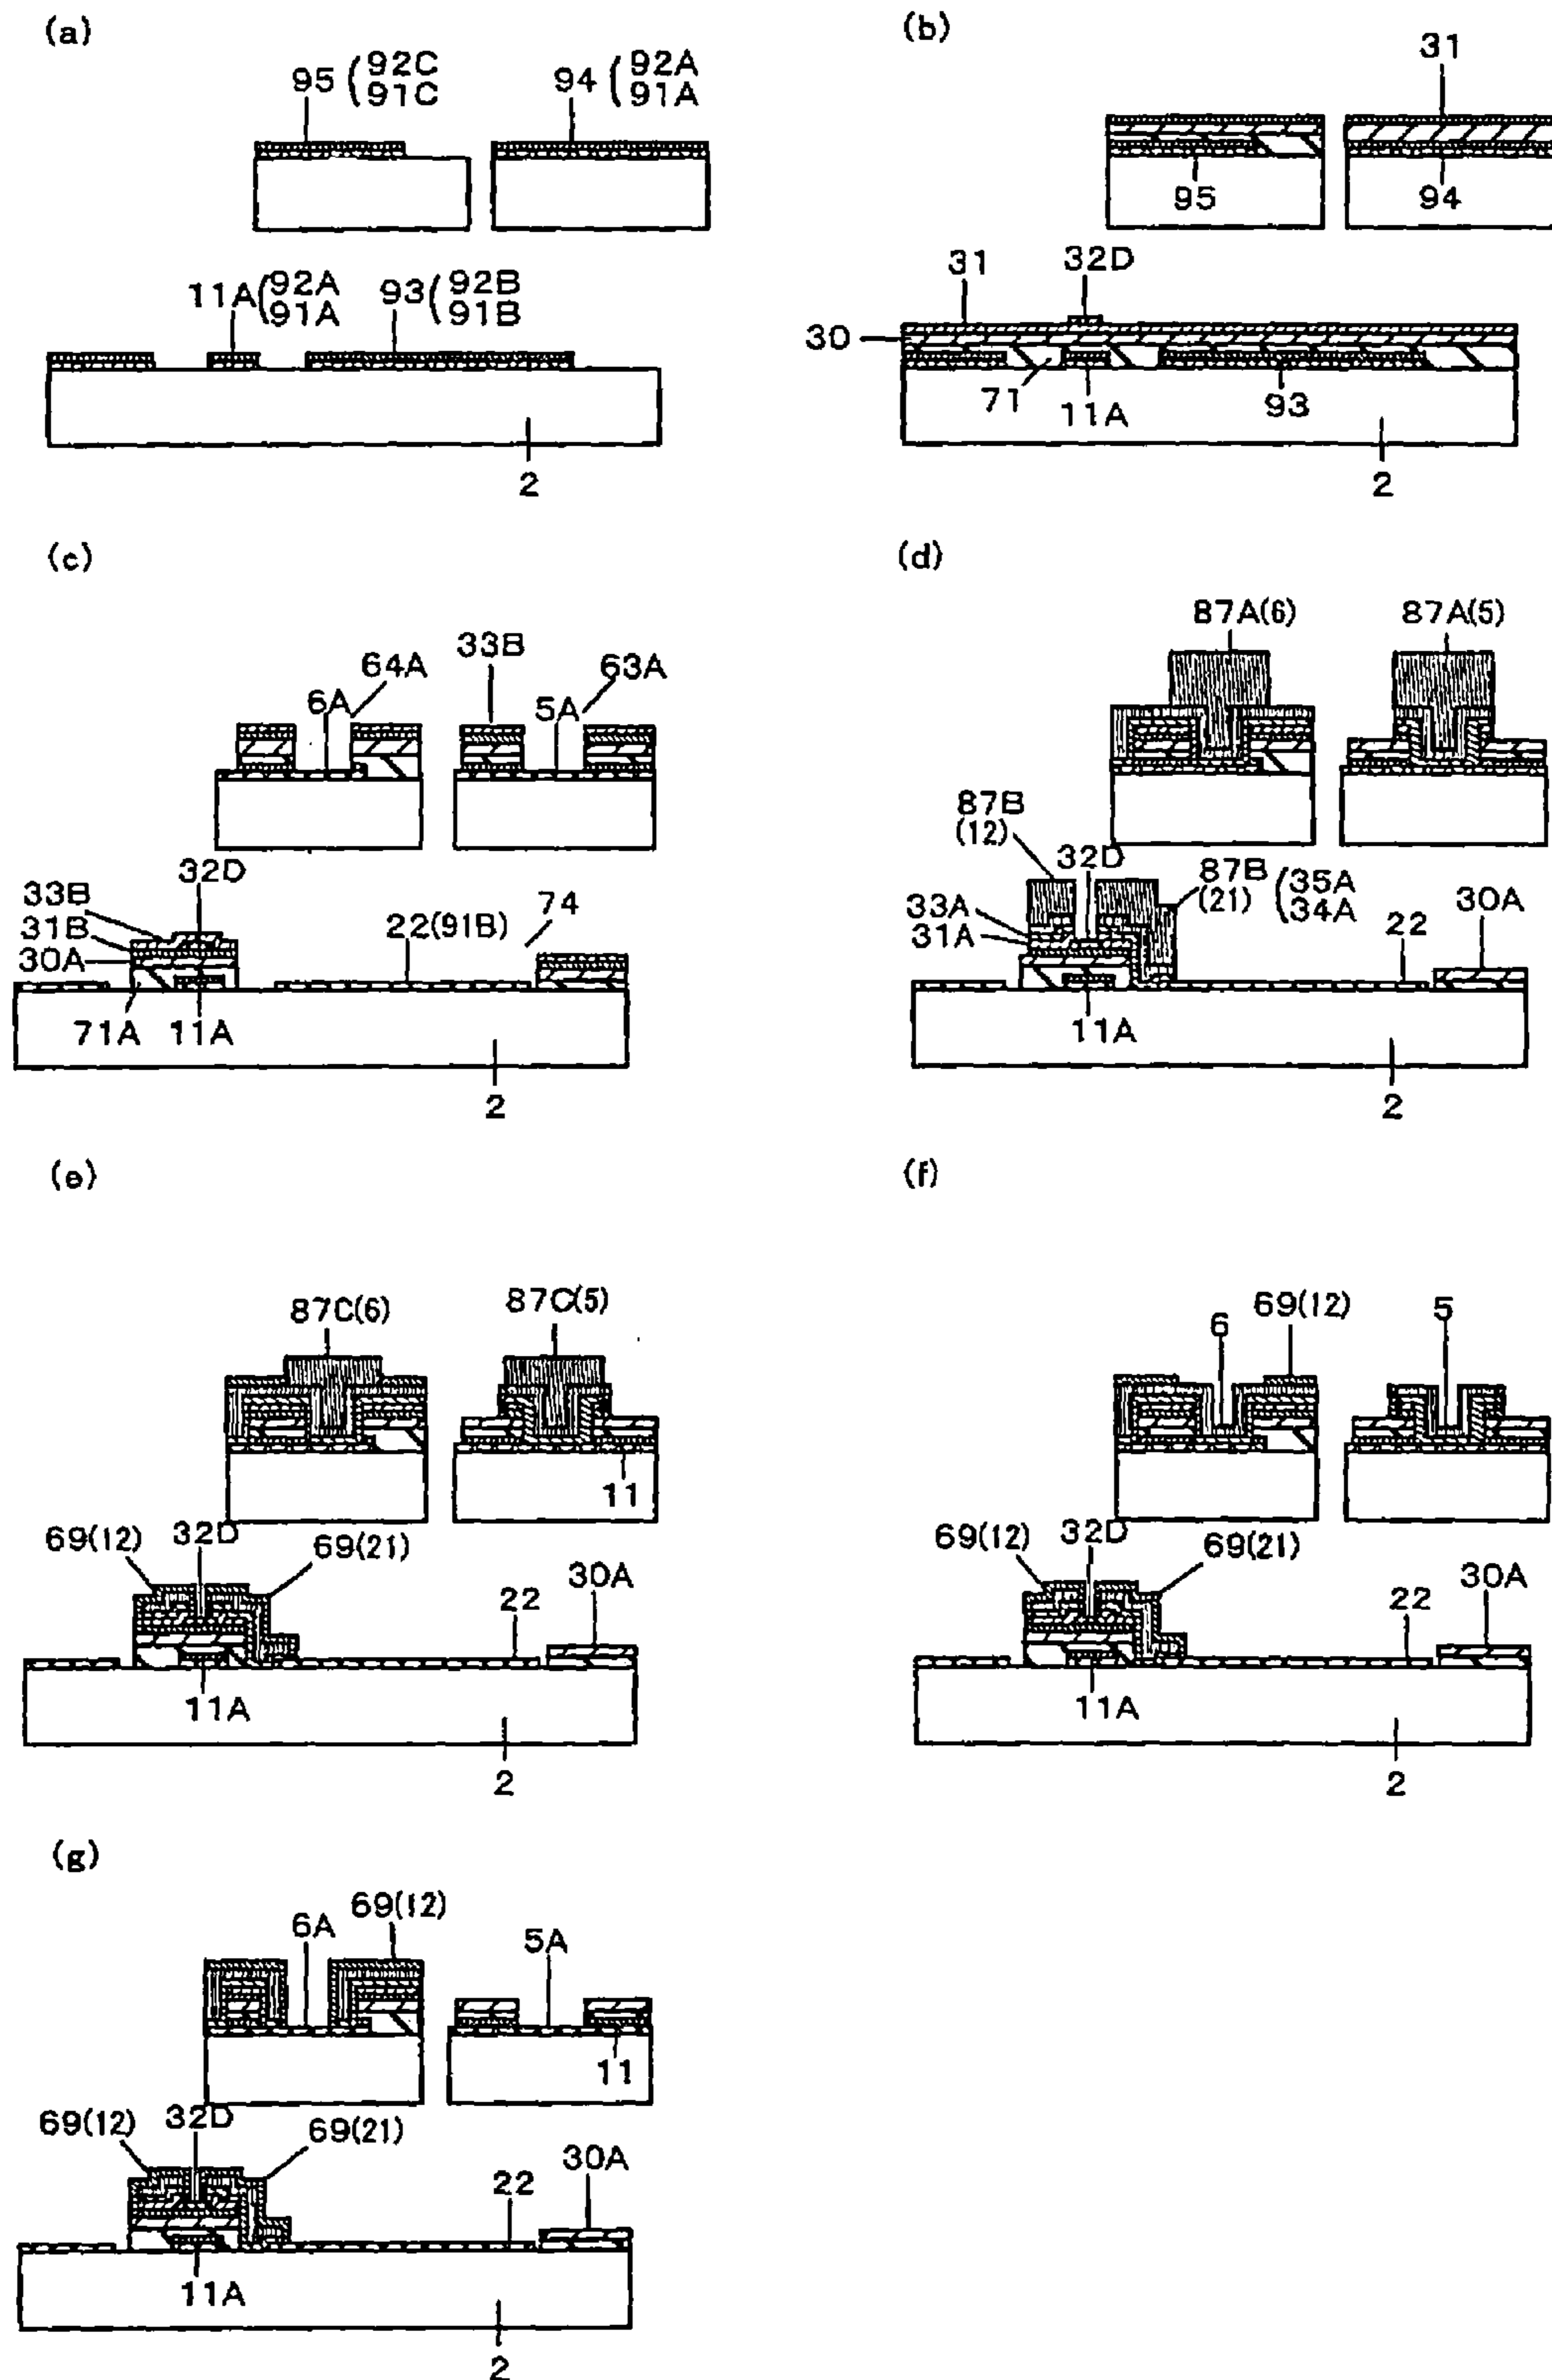 (a)
95 (92C
91C
94 (92A
91A
11A (92A
91A
93 (92B
91B
2
(b)
31
95
94
31
32D
30
71
11A
93
2
(c)
33B
64A
63A
6A
5A
32D
33B
31B
30A
22(91B)
74
71A
11A
2
(d)
87A(6)
87A(5)
87B
(12)
32D
87B
(21)
(35A
34A
33A
31A
22
30A
11A
2
(e)
87C(6)
87C(5)
11
69(12)
32D
69(21)
22
30A
11A
2
(f)
6
69(12)
5
69(12)
32D
69(21)
22
30A
11A
2
(g)
6A
69(12)
5A
11
69(12)
32D
69(21)
22
30A
11A
2